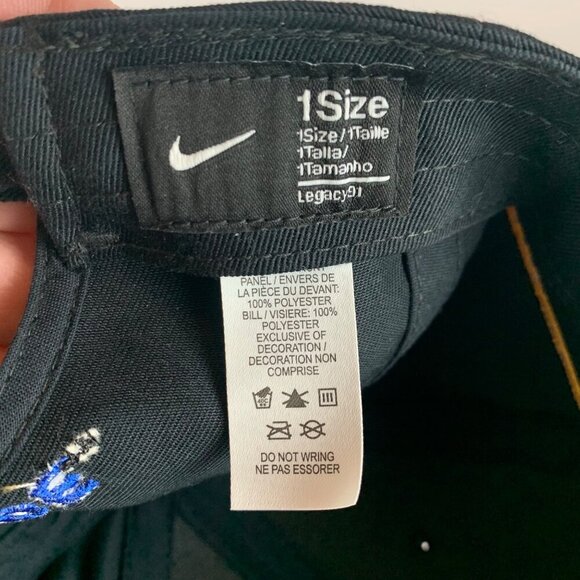 1Size
1Size/1Taille
1Talla/
1Tamanho
Legacy91
PANEL / ENVERS DE
LA PIÈCE DU DEVANT:
100% POLYESTER
BILL / VISIERE: 100%
POLYESTER
EXCLUSIVE OF
DECORATION /
DECORATION NON
COMPRISE
DO NOT WRING
NE PAS ESSORER